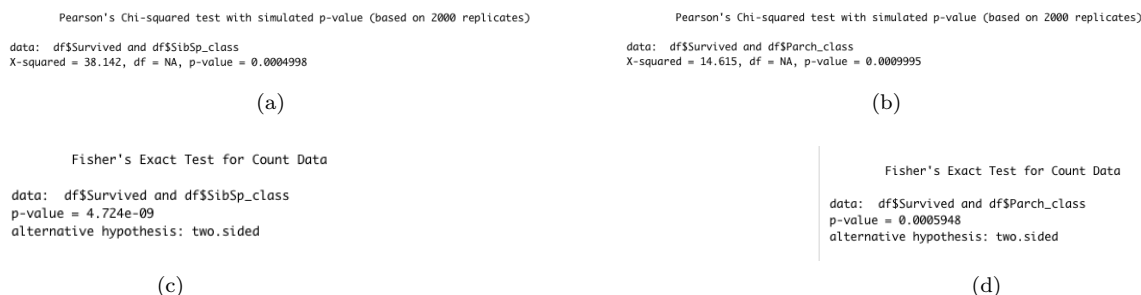 Pearson's Chi-squared test with simulated p-value (based on 2000 replicates)
data:  df$Survived and df$SibSp_class
X-squared = 38.142, df = NA, p-value = 0.0004998
(a)
Pearson's Chi-squared test with simulated p-value (based on 2000 replicates)
data:  df$Survived and df$Parch_class
X-squared = 14.615, df = NA, p-value = 0.0009995
(b)
Fisher's Exact Test for Count Data
data:  df$Survived and df$SibSp_class
p-value = 4.724e-09
alternative hypothesis: two.sided
(c)
Fisher's Exact Test for Count Data
data:  df$Survived and df$Parch_class
p-value = 0.0005948
alternative hypothesis: two.sided
(d)